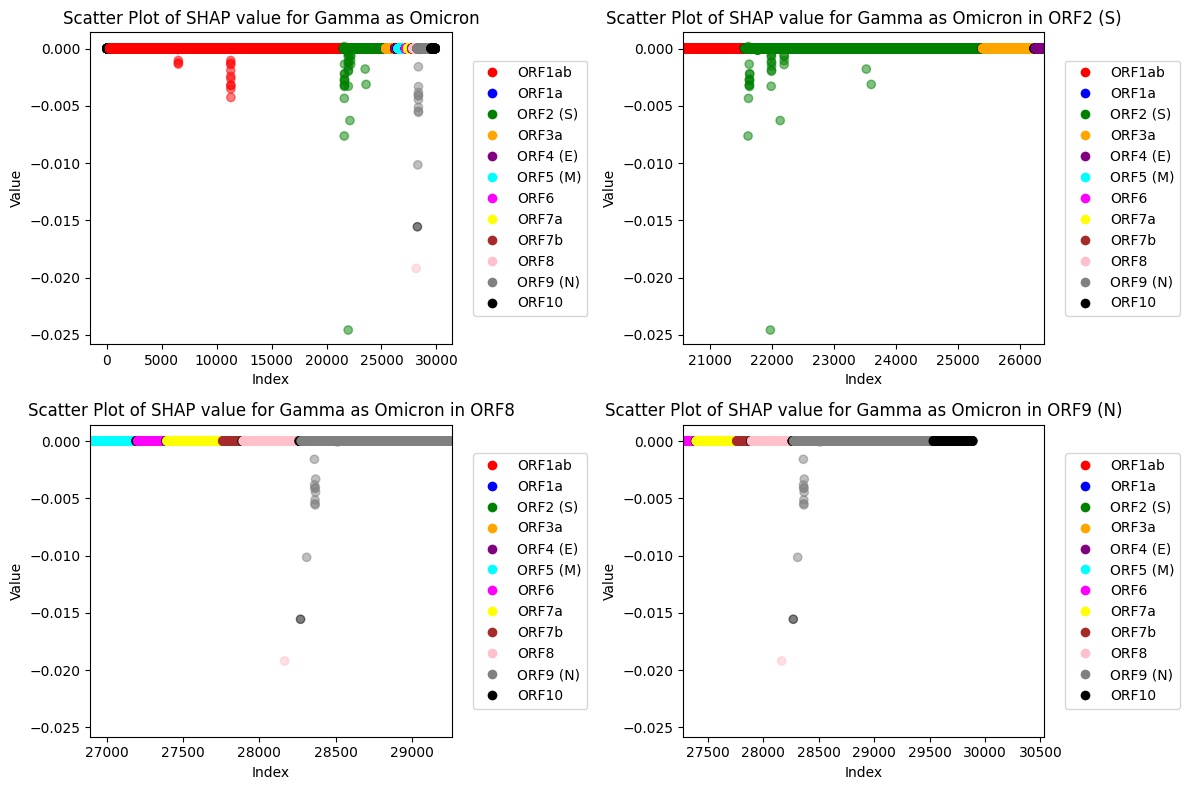 Scatter Plot of SHAP value for Gamma as Omicron
0.000
−0.005
−0.010
−0.015
−0.020
−0.025
Value
0 5000 10000 15000 20000 25000 30000
Index
ORF1ab
ORF1a
ORF2 (S)
ORF3a
ORF4 (E)
ORF5 (M)
ORF6
ORF7a
ORF7b
ORF8
ORF9 (N)
ORF10
Scatter Plot of SHAP value for Gamma as Omicron in ORF2 (S)
0.000
−0.005
−0.010
−0.015
−0.020
−0.025
Value
21000 22000 23000 24000 25000 26000
Index
ORF1ab
ORF1a
ORF2 (S)
ORF3a
ORF4 (E)
ORF5 (M)
ORF6
ORF7a
ORF7b
ORF8
ORF9 (N)
ORF10
Scatter Plot of SHAP value for Gamma as Omicron in ORF8
0.000
−0.005
−0.010
−0.015
−0.020
−0.025
Value
27000 27500 28000 28500 29000
Index
ORF1ab
ORF1a
ORF2 (S)
ORF3a
ORF4 (E)
ORF5 (M)
ORF6
ORF7a
ORF7b
ORF8
ORF9 (N)
ORF10
Scatter Plot of SHAP value for Gamma as Omicron in ORF9 (N)
0.000
−0.005
−0.010
−0.015
−0.020
−0.025
Value
27500 28000 28500 29000 29500 30000 30500
Index
ORF1ab
ORF1a
ORF2 (S)
ORF3a
ORF4 (E)
ORF5 (M)
ORF6
ORF7a
ORF7b
ORF8
ORF9 (N)
ORF10